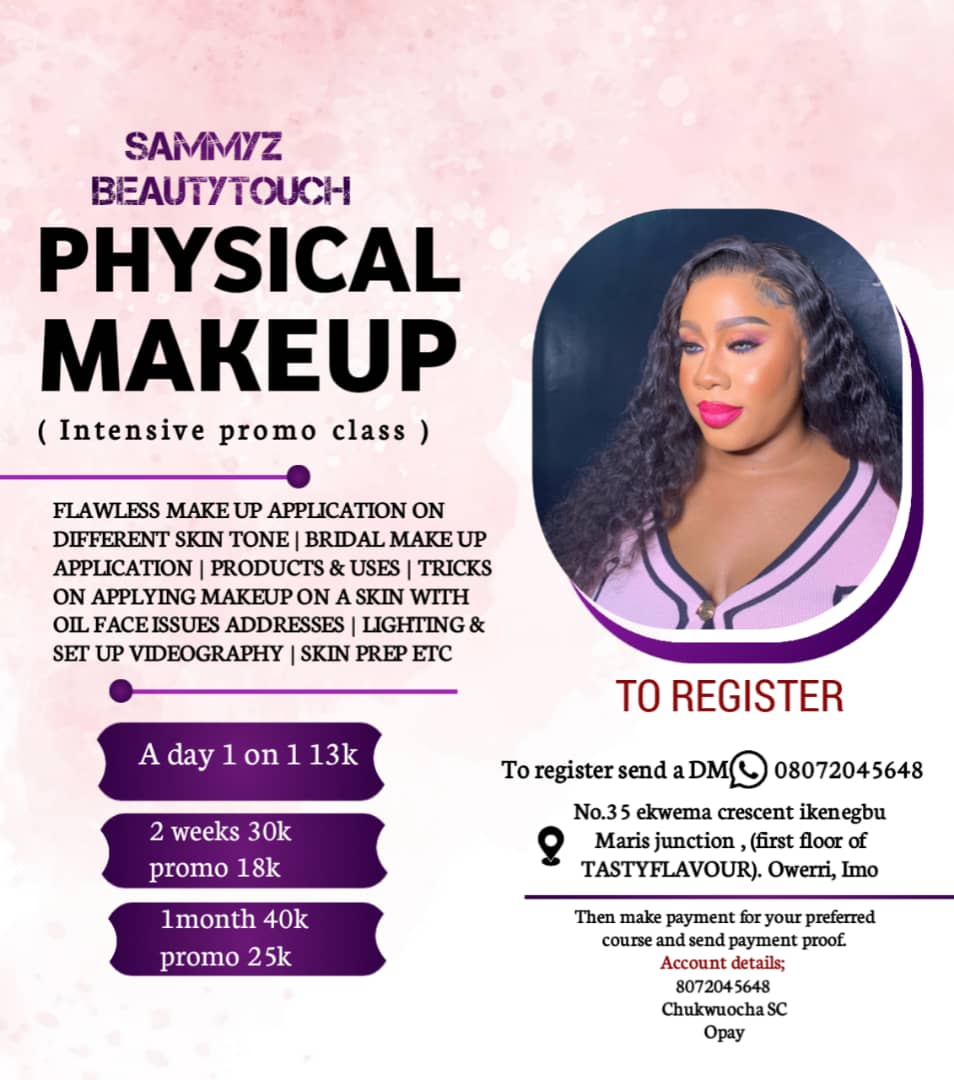 SAMMYZ
BEAUTYTOUCH
PHYSICAL
MAKEUP
( Intensive promo class )
FLAWLESS MAKE UP APPLICATION ON
DIFFERENT SKIN TONE | BRIDAL MAKE UP
APPLICATION | PRODUCTS & USES | TRICKS
ON APPLYING MAKEUP ON A SKIN WITH
OIL FACE ISSUES ADDRESSES | LIGHTING &
SET UP VIDEOGRAPHY | SKIN PREP ETC
A day 1 on 1 13k
2 weeks 30k
promo 18k
1month 40k
promo 25k
TO REGISTER
To register send a DM 08072045648
No.35 ekwema crescent ikenegbu
Maris junction , (first floor of
TASTYFLAVOUR). Owerri, Imo
Then make payment for your preferred
course and send payment proof.
Account details;
8072045648
Chukwuocha SC
Opay